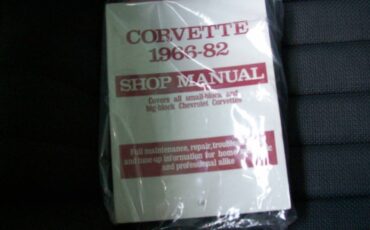 CORVETTE
1966-82
SHOP MANUAL
Covers all small-block and
big-block Chevrolet Corvettes
Full maintenance, repair,
and tune-up information for home
and professional alike